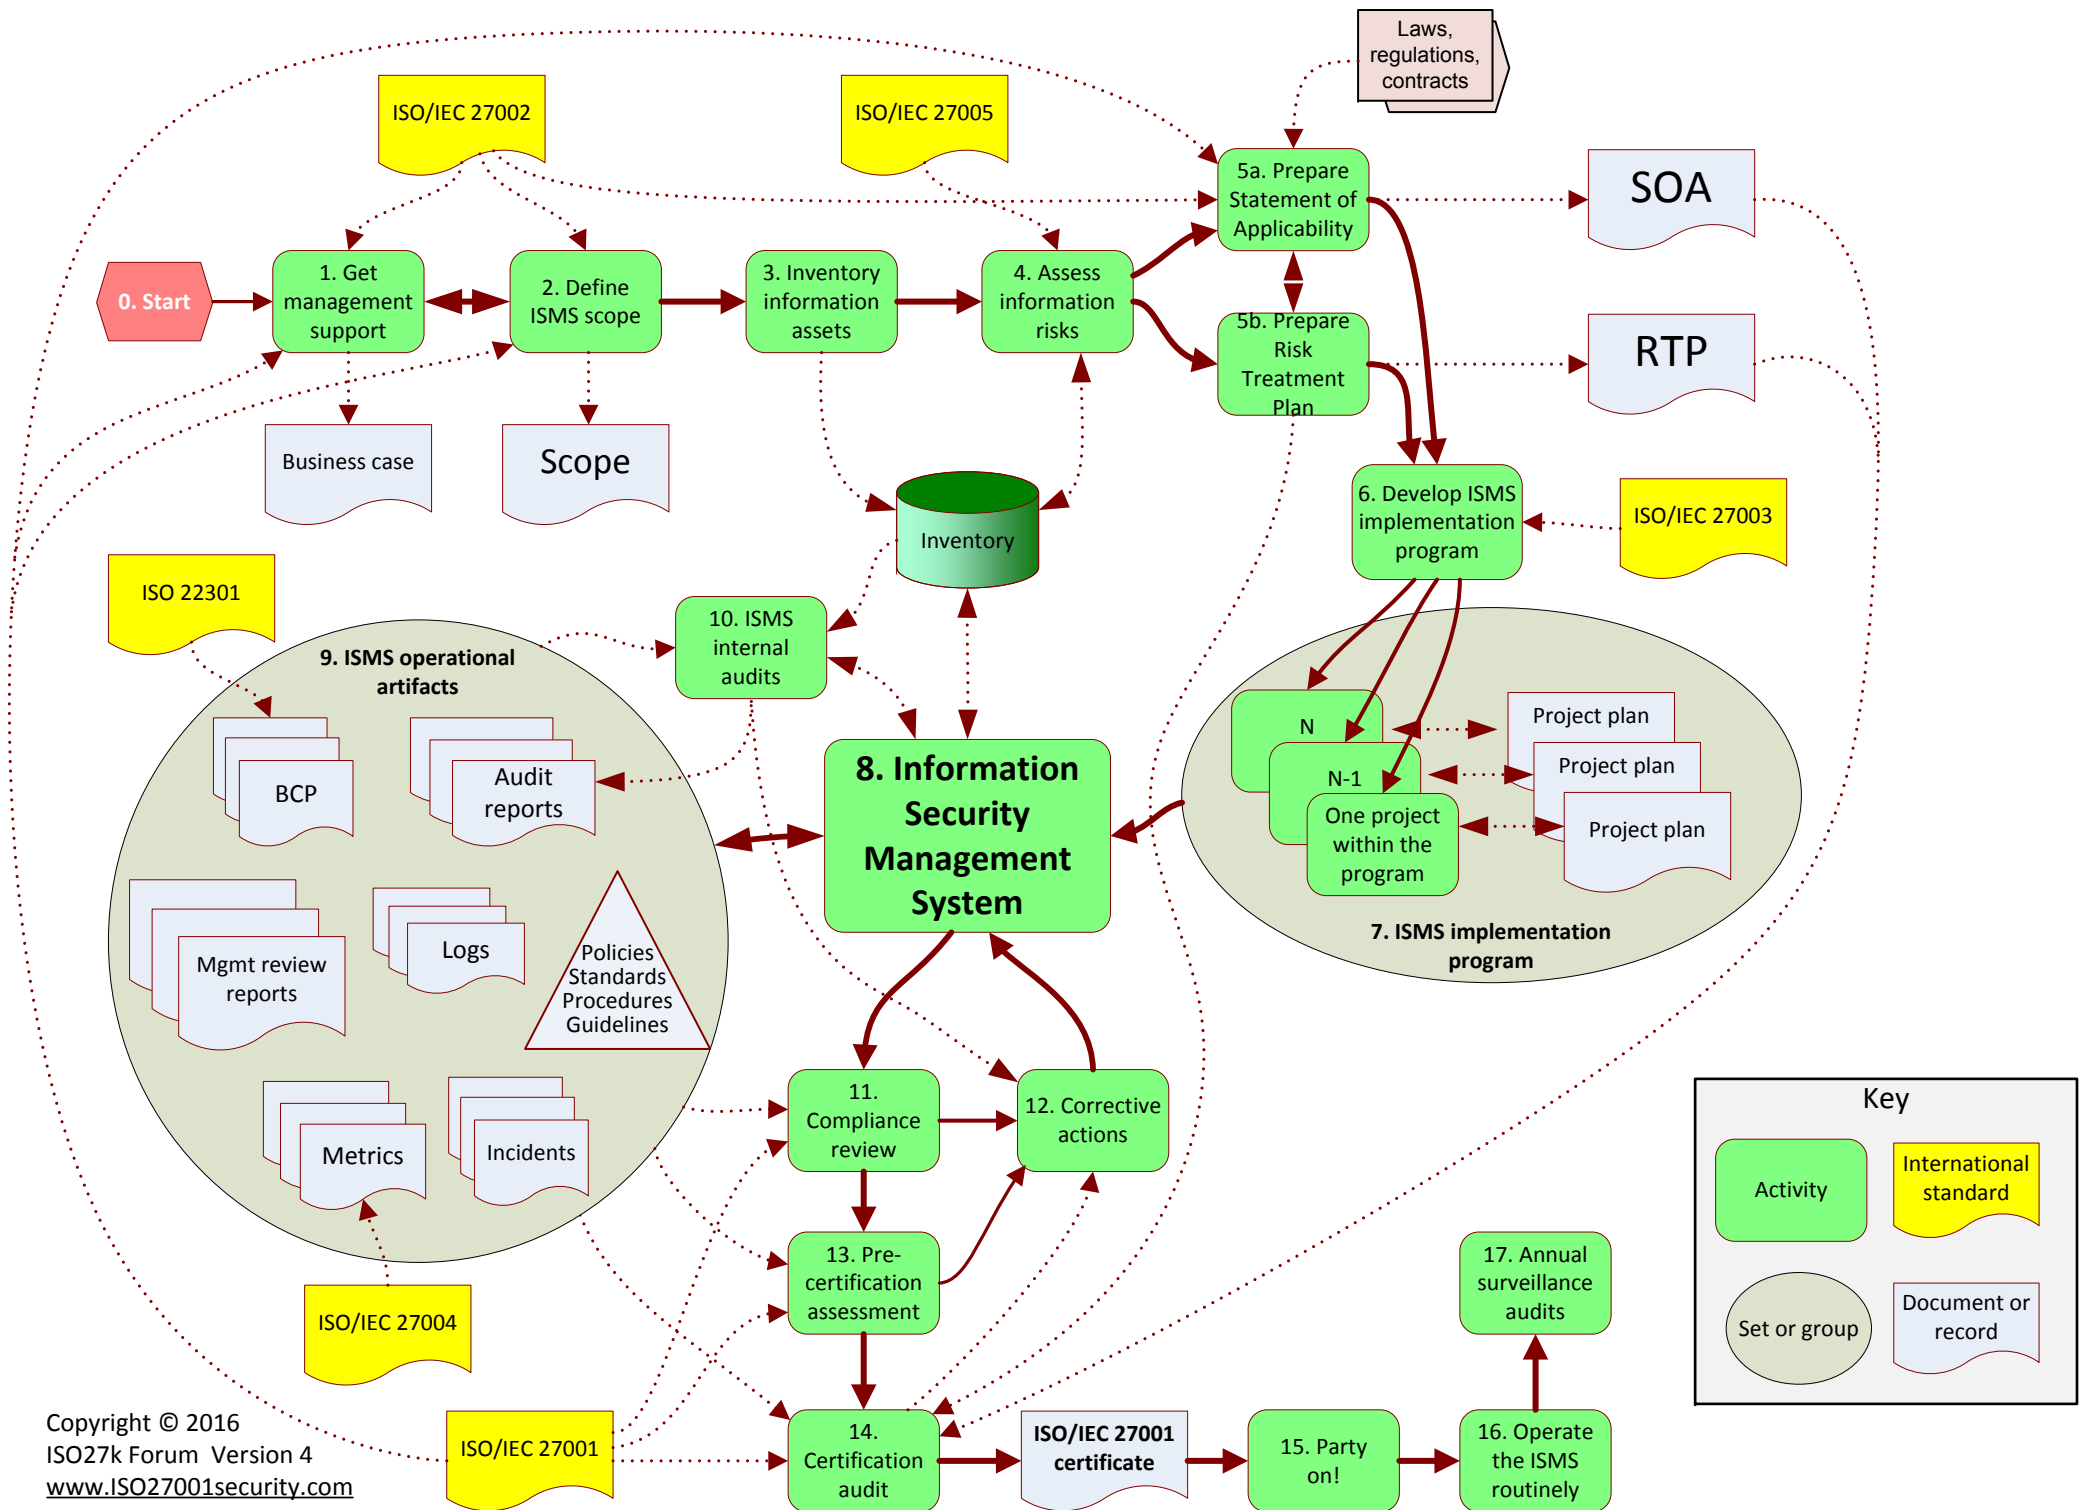 Laws,
regulations,
contracts
ISO/IEC 27002
ISO/IEC 27005
5a. Prepare
Statement of
Applicability
SOA
0. Start
1. Get
management
support
2. Define
ISMS scope
3. Inventory
information
assets
4. Assess
information
risks
5b. Prepare
Risk
Treatment
Plan
RTP
Business case
Scope
Inventory
6. Develop ISMS
implementation
program
ISO/IEC 27003
ISO 22301
10. ISMS
internal
audits
9. ISMS operational
artifacts
BCP
Audit
reports
Mgmt review
reports
Logs
Policies
Standards
Procedures
Guidelines
Metrics
Incidents
8. Information
Security
Management
System
N
N-1
One project
within the
program
Project plan
Project plan
Project plan
7. ISMS implementation
program
11.
Compliance
review
12. Corrective
actions
13. Pre-
certification
assessment
ISO/IEC 27004
ISO/IEC 27001
14.
Certification
audit
ISO/IEC 27001
certificate
15. Party
on!
16. Operate
the ISMS
routinely
17. Annual
surveillance
audits
Key
Activity
International
standard
Set or group
Document or
record
Copyright © 2016
ISO27k Forum Version 4
www.ISO27001security.com